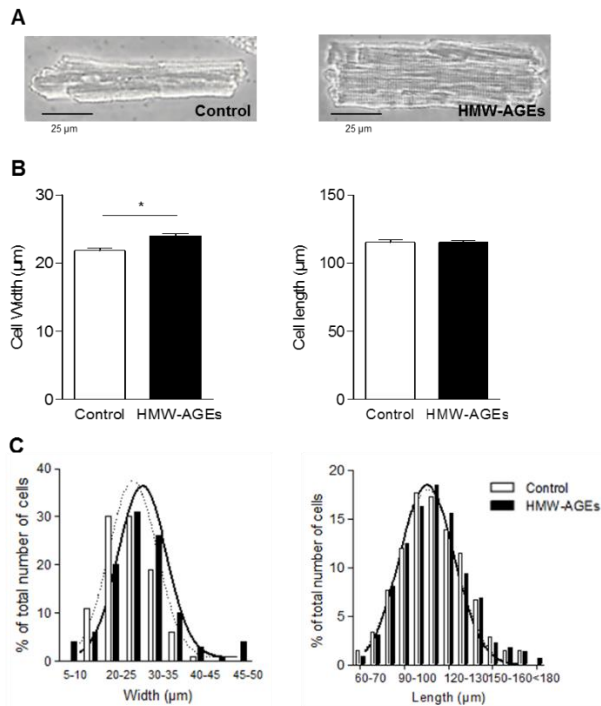 A
Control
25 µm
HMW-AGEs
25 µm
B
30
20
10
0
Cell Width (µm)
*
Control
HMW-AGEs
150
100
50
0
Cell length (µm)
Control
HMW-AGEs
C
40
30
20
10
0
% of total number of cells
5-10
20-25
30-35
40-45
45-50
Width (µm)
20
15
10
5
0
% of total number of cells
Control
HMW-AGEs
60-70
90-100
120-130
150-160
<180
Length (µm)